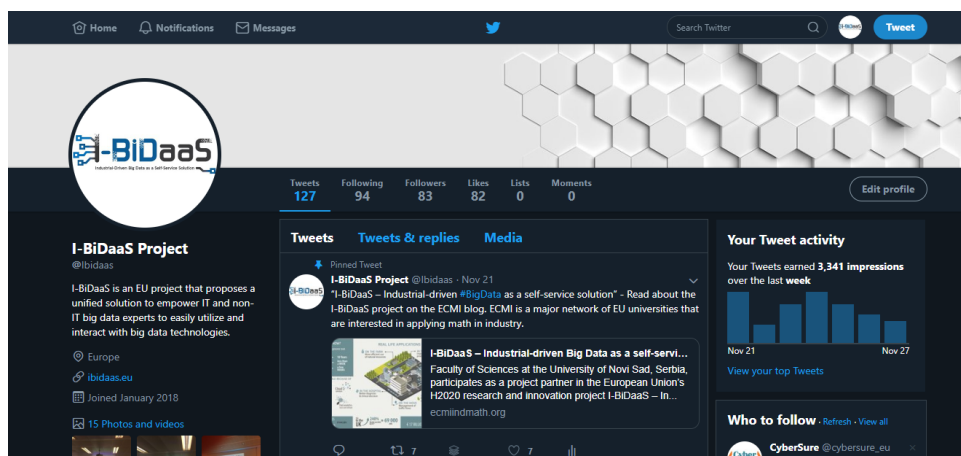 Home Notifications Messages Search Twitter Tweet
I-BiDaaS
Industrial-Driven Big Data as a Self-Service Solution
Tweets Following Followers Likes Lists Moments
127 94 83 82 0 0
Edit profile
I-BiDaaS Project
@Ibidaas
I-BiDaaS is an EU project that proposes a
unified solution to empower IT and non-
IT big data experts to easily utilize and
interact with big data technologies.
Europe
ibidaas.eu
Joined January 2018
15 Photos and videos
Tweets Tweets & replies Media
Pinned Tweet
I-BiDaaS Project @Ibidaas · Nov 21
"I-BiDaaS – Industrial-driven #BigData as a self-service solution" - Read about the
I-BiDaaS project on the ECMI blog. ECMI is a major network of EU universities that
are interested in applying math in industry.
I-BiDaaS – Industrial-driven Big Data as a self-servi...
Faculty of Sciences at the University of Novi Sad, Serbia,
participates as a project partner in the European Union's
H2020 research and innovation project I-BiDaaS – In...
ecmiindmath.org
7 7
Your Tweet activity
Your Tweets earned 3,341 impressions
over the last week
Nov 21 Nov 27
View your top Tweets
Who to follow · Refresh · View all
CyberSure @cybersure_eu